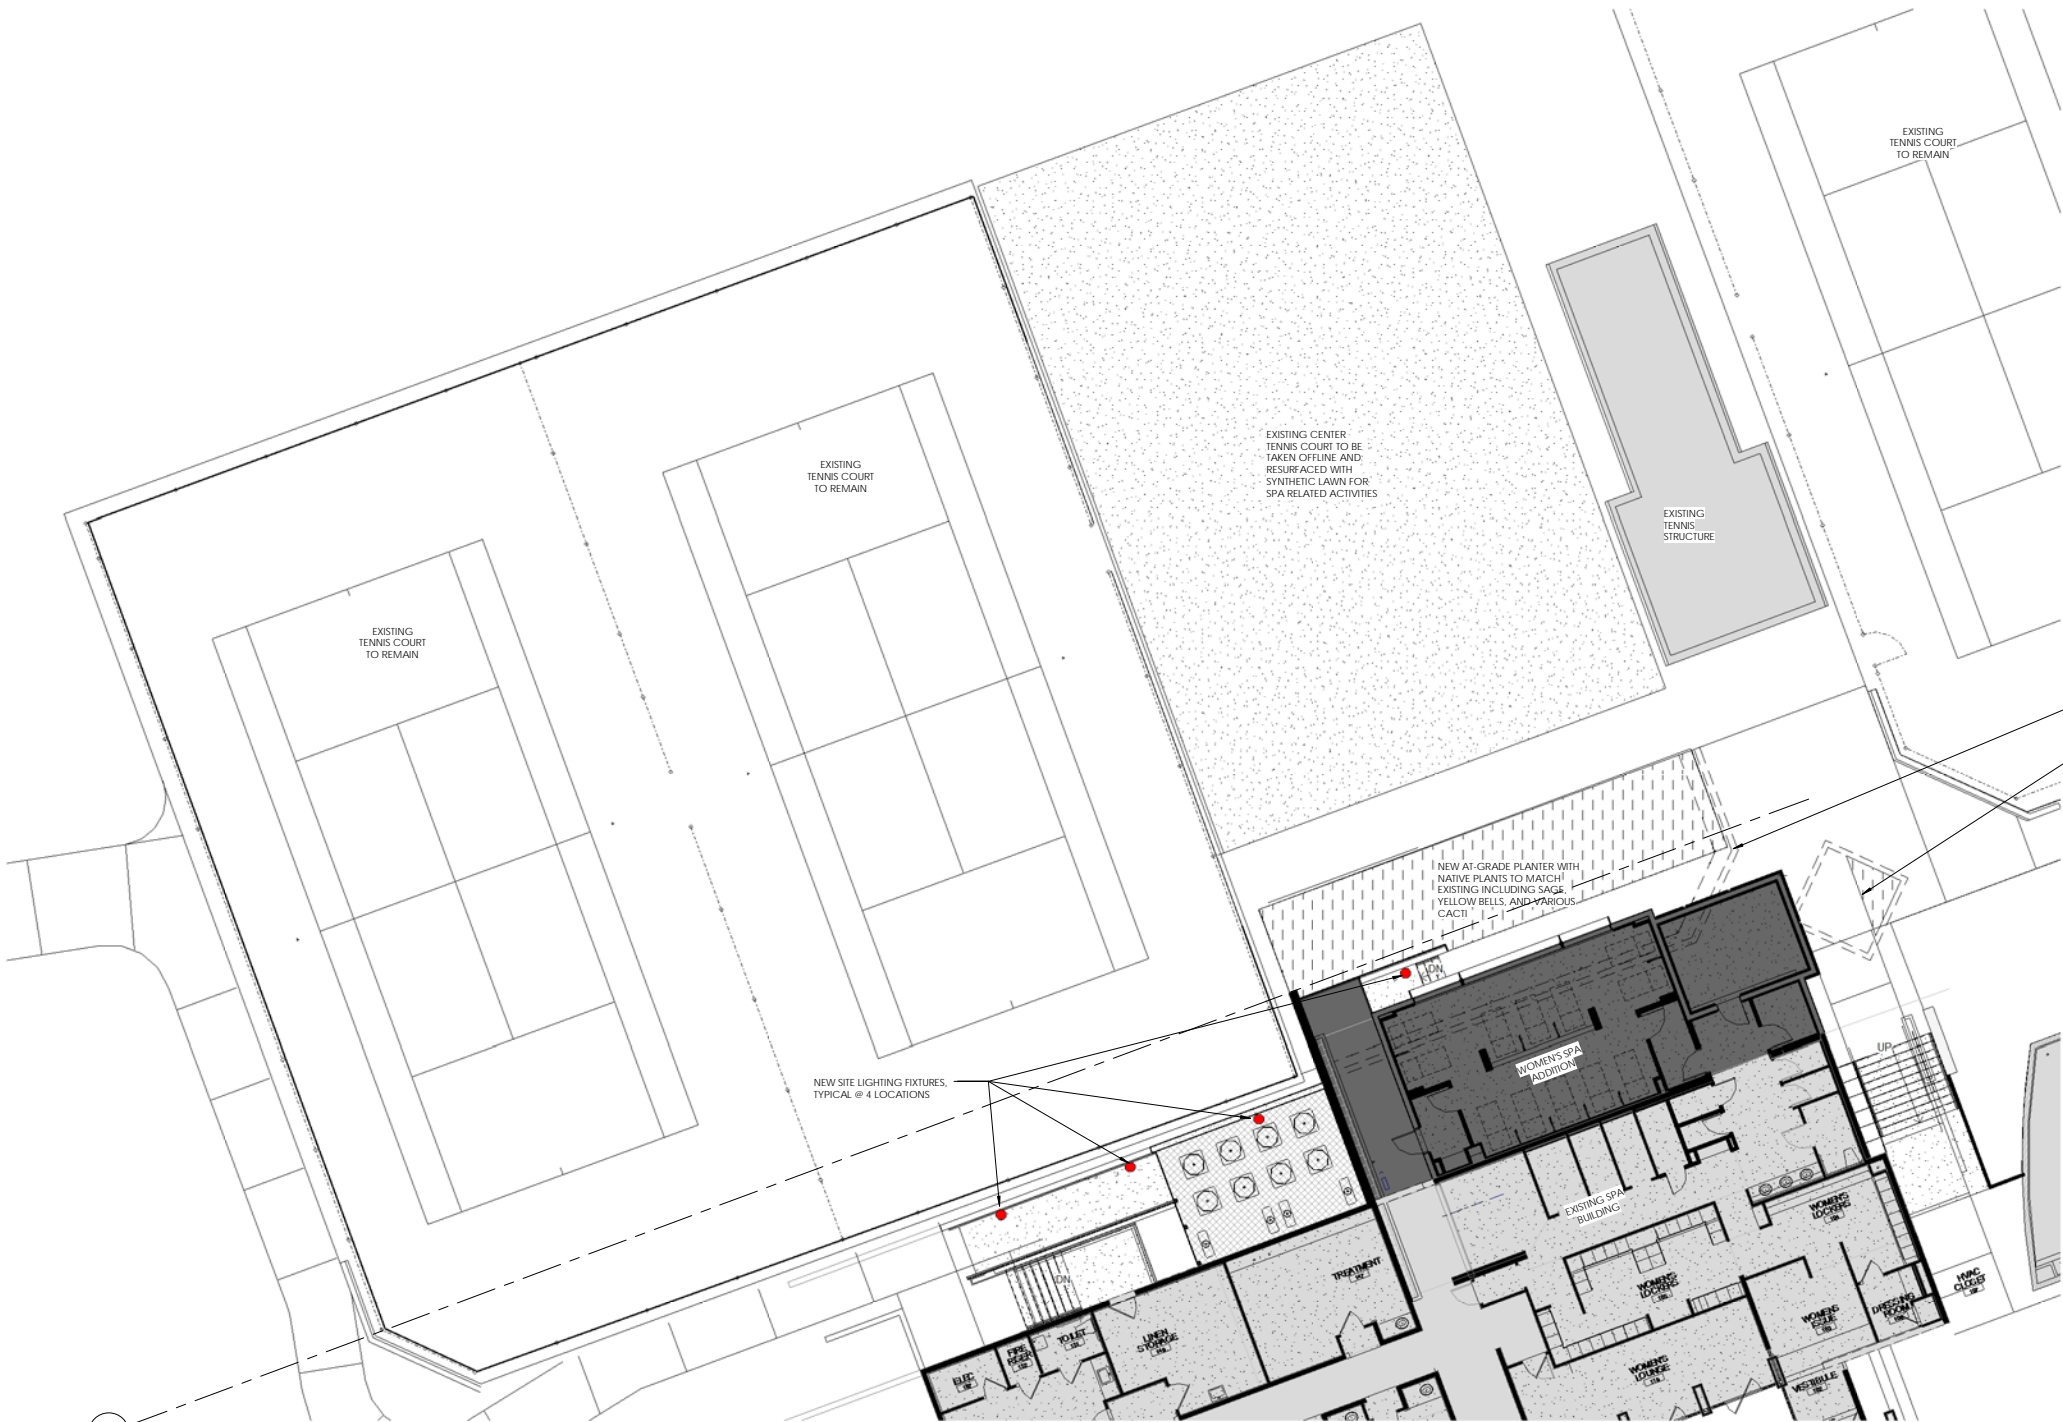 EXISTING
TENNIS COURT
TO REMAIN
EXISTING
TENNIS COURT
TO REMAIN
EXISTING CENTER
TENNIS COURT TO BE
TAKEN OFFLINE AND
RESURFACED WITH
SYNTHETIC LAWN FOR
SPA RELATED ACTIVITIES
EXISTING
TENNIS
STRUCTURE
EXISTING
TENNIS COURT
TO REMAIN
NEW AT-GRADE PLANTER WITH
NATIVE PLANTS TO MATCH
EXISTING INCLUDING SAGE,
YELLOW BELLS, AND VARIOUS
CACTI
DN
WOMEN'S SPA
ADDITION
UP
NEW SITE LIGHTING FIXTURES,
TYPICAL @ 4 LOCATIONS
EXISTING SPA
BUILDING
WOMEN'S
LOCKERS
DN
TREATMENT
WOMEN'S
LOCKERS
HVAC
CLOSET
DRESSING
ROOM
WOMEN'S
ISSUE
LINEN
STORAGE
TOILET
FIRE
RISER
ELEC
WOMEN'S
LOUNGE
VESTIBULE